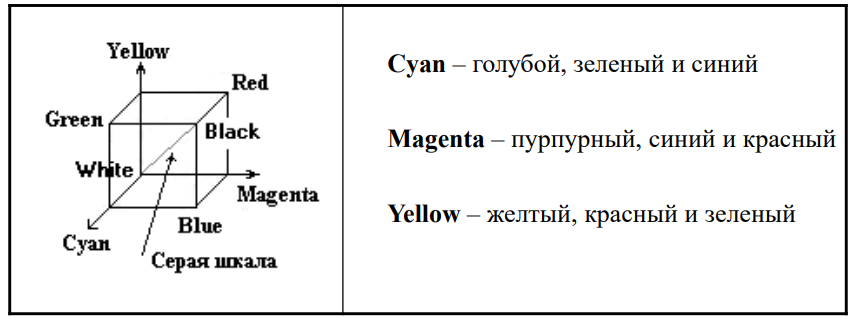 Yellow
Red
Green
Black
White
Magenta
Blue
Cyan
Серая шкала
Cyan – голубой, зеленый и синий
Magenta – пурпурный, синий и красный
Yellow – желтый, красный и зеленый